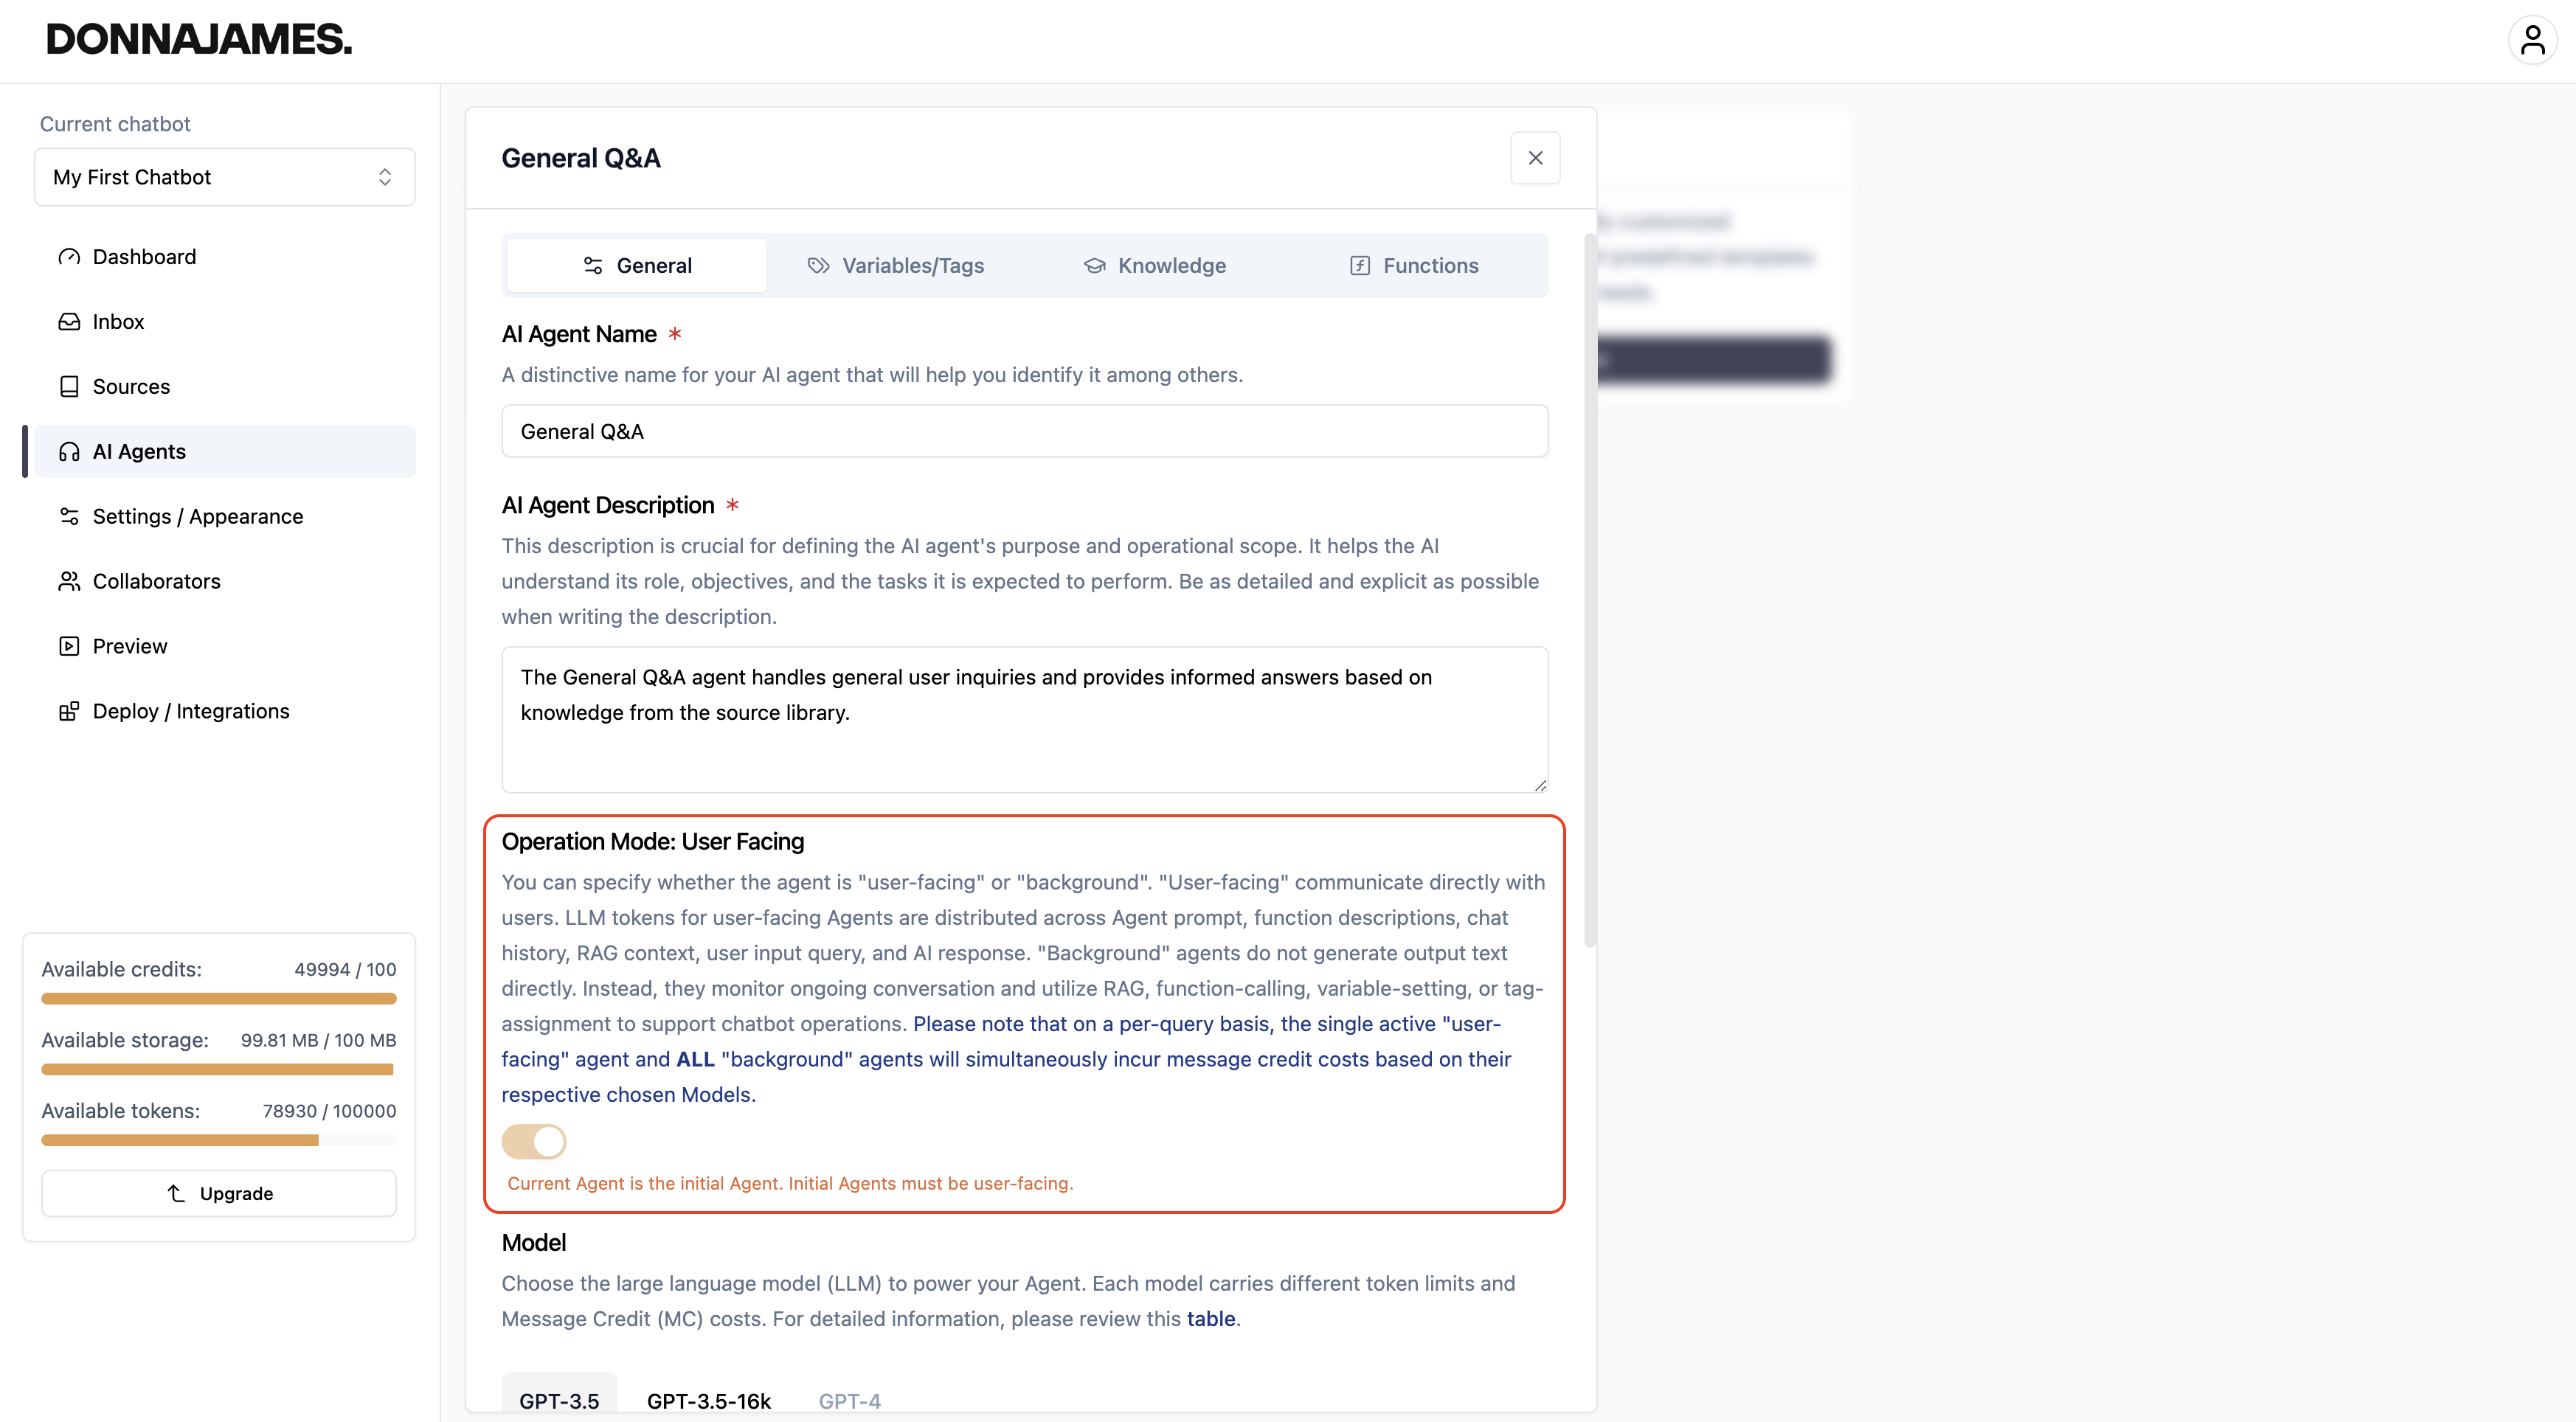 DONNAJAMES.
Current chatbot
My First Chatbot
Dashboard
Inbox
Sources
AI Agents
Settings / Appearance
Collaborators
Preview
Deploy / Integrations
Available credits: 49994 / 100
Available storage: 99.81 MB / 100 MB
Available tokens: 78930 / 100000
Upgrade
General Q&A
General Variables/Tags Knowledge Functions
AI Agent Name *
A distinctive name for your AI agent that will help you identify it among others.
General Q&A
AI Agent Description *
This description is crucial for defining the AI agent's purpose and operational scope. It helps the AI
understand its role, objectives, and the tasks it is expected to perform. Be as detailed and explicit as possible
when writing the description.
The General Q&A agent handles general user inquiries and provides informed answers based on
knowledge from the source library.
Operation Mode: User Facing
You can specify whether the agent is "user-facing" or "background". "User-facing" communicate directly with
users. LLM tokens for user-facing Agents are distributed across Agent prompt, function descriptions, chat
history, RAG context, user input query, and AI response. "Background" agents do not generate output text
directly. Instead, they monitor ongoing conversation and utilize RAG, function-calling, variable-setting, or tag-
assignment to support chatbot operations. Please note that on a per-query basis, the single active "user-
facing" agent and ALL "background" agents will simultaneously incur message credit costs based on their
respective chosen Models.
Current Agent is the initial Agent. Initial Agents must be user-facing.
Model
Choose the large language model (LLM) to power your Agent. Each model carries different token limits and
Message Credit (MC) costs. For detailed information, please review this table.
GPT-3.5 GPT-3.5-16k GPT-4
customized
predefined templates